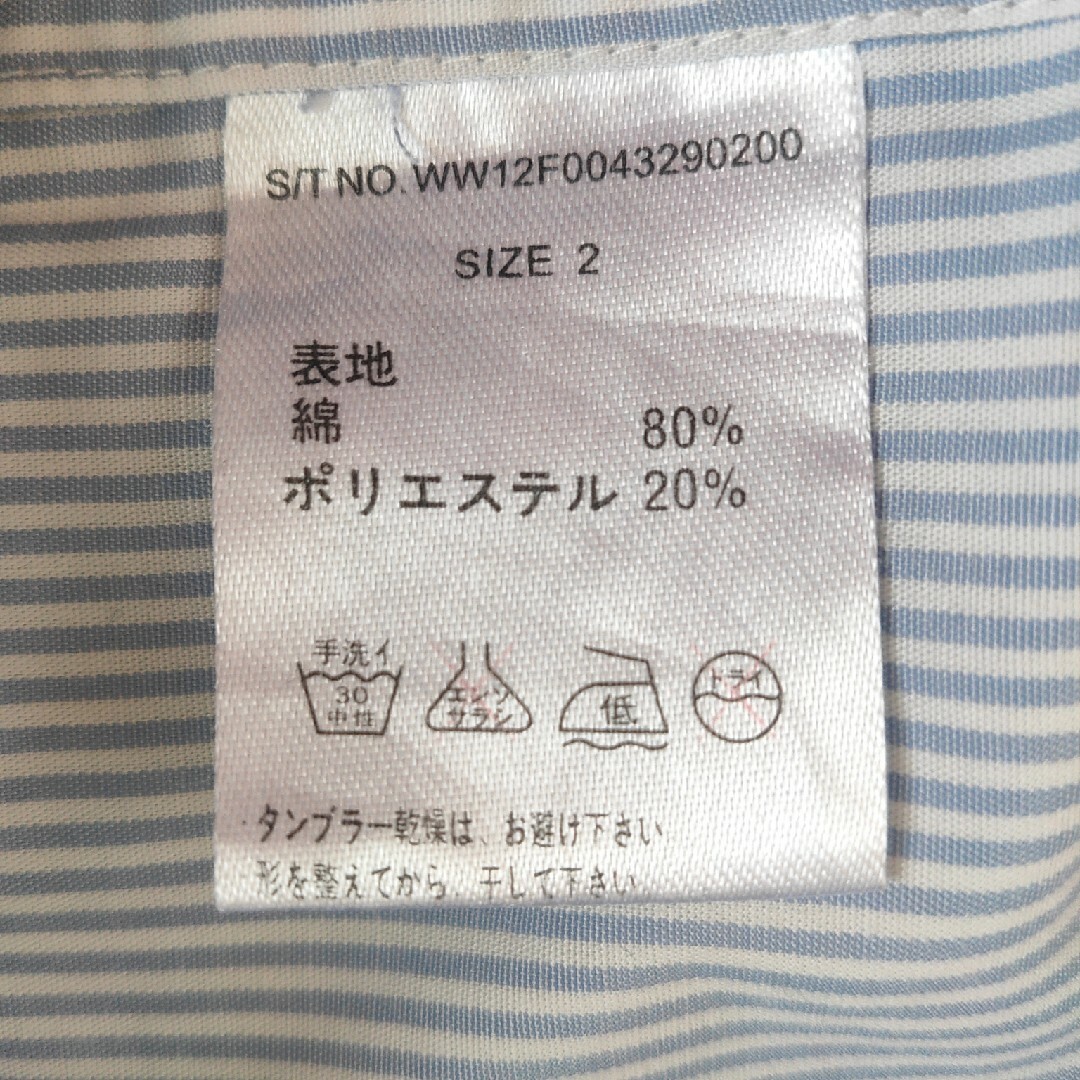 S/T NO. WW12F0043290200
SIZE 2
表地
綿 80%
ポリエステル 20%
手洗イ
30
中性
エンソ
サラシ
低
ドライ
・タンブラー乾燥は、お避け下さい
・形を整えてから、干して下さい